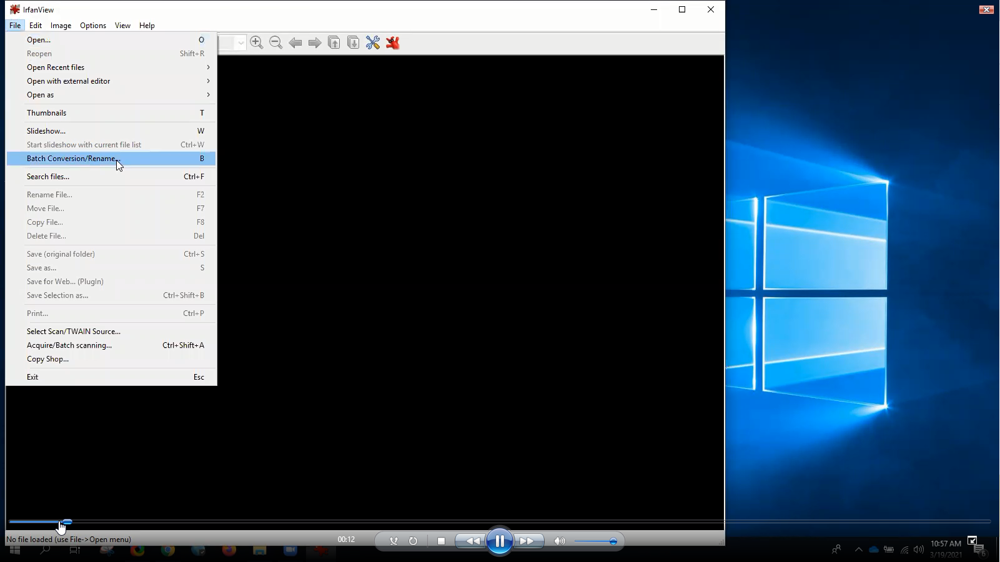 IrfanView
File Edit Image Options View Help
Open... O
Reopen Shift+R
Open Recent files
Open with external editor
Open as
Thumbnails T
Slideshow... W
Start slideshow with current file list Ctrl+W
Batch Conversion/Rename... B
Search files... Ctrl+F
Rename File... F2
Move File... F7
Copy File... F8
Delete File... Del
Save (original folder) Ctrl+S
Save as... S
Save for Web... (PlugIn)
Save Selection as... Ctrl+Shift+B
Print... Ctrl+P
Select Scan/TWAIN Source...
Acquire/Batch scanning... Ctrl+Shift+A
Copy Shop...
Exit Esc
No file loaded (use File->Open menu)
00:12
10:57 AM
3/19/2021
6